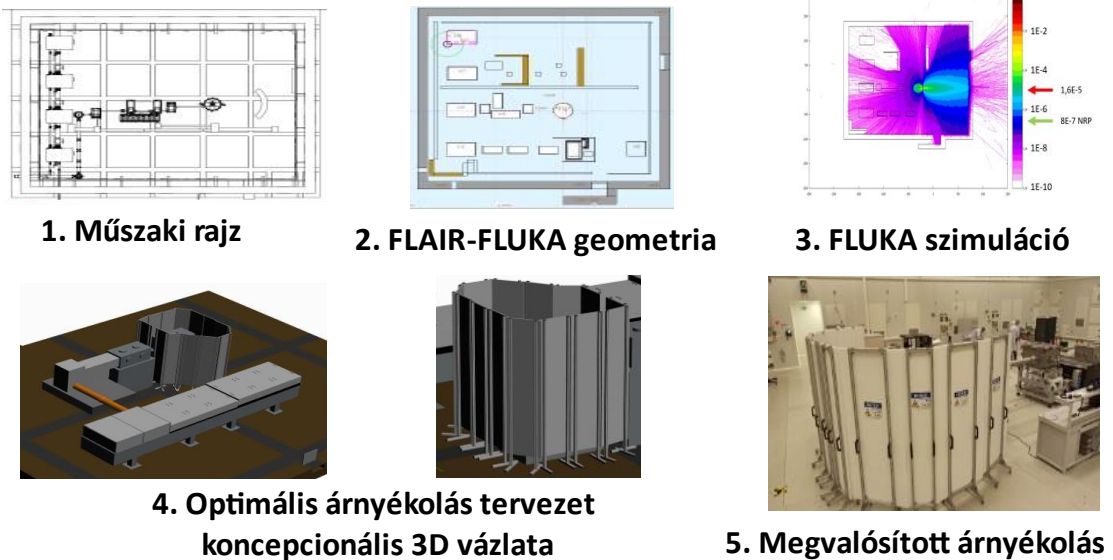 1E-2
1E-4
1,6E-5
1E-6
8E-7 NRP
1E-8
1E-10
1. Műszaki rajz
2. FLAIR-FLUKA geometria
3. FLUKA szimuláció
4. Optimális árnyékolás tervezet
koncepcionális 3D vázlata
5. Megvalósított árnyékolás